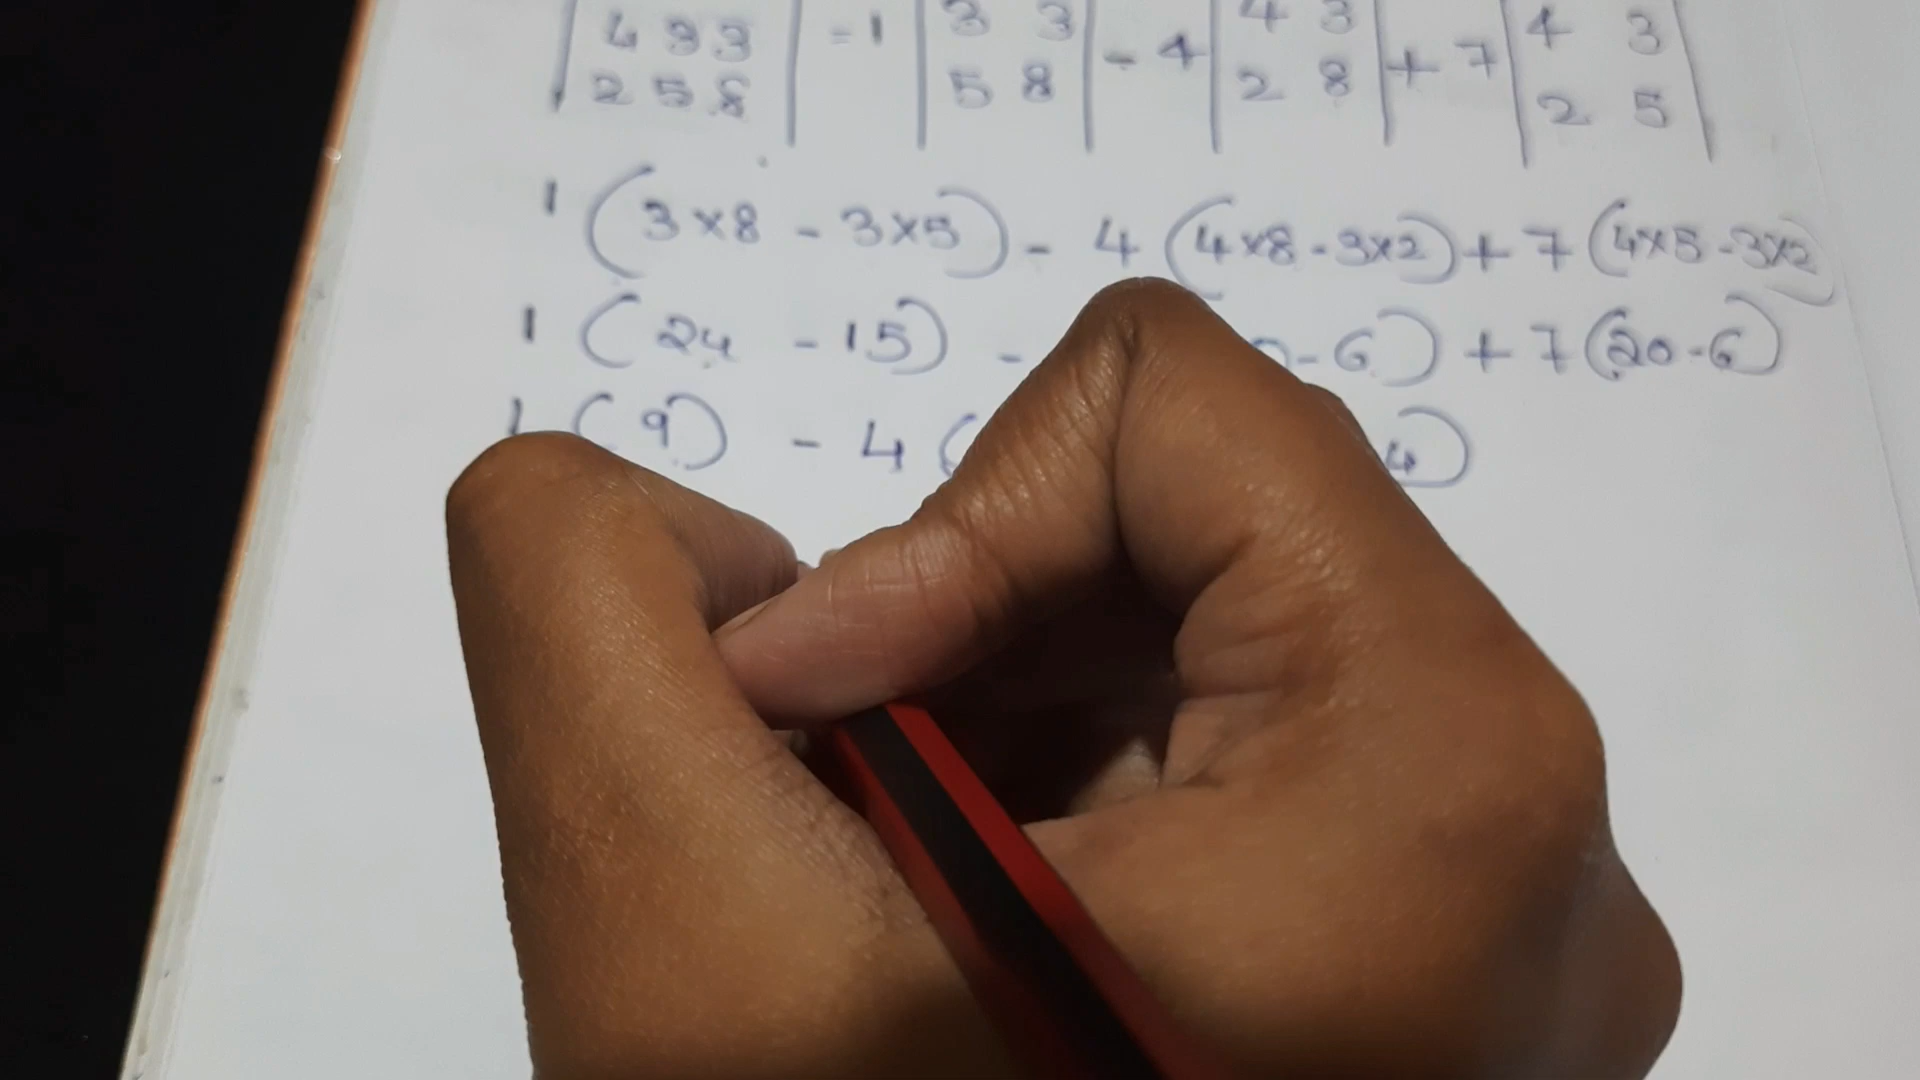 | 4 3 3 | = 1 | 3 3 | - 4 | 4 3 | + 7 | 4 3 |
| 2 5 8 | | 5 8 | | 2 8 | | 2 5 |
1 (3×8 - 3×5) - 4 (4×8 - 3×2) + 7 (4×5 - 3×2)
1 ( 24 - 15) - -6) + 7 (20-6)
1 ( 9) - 4 ( 4)